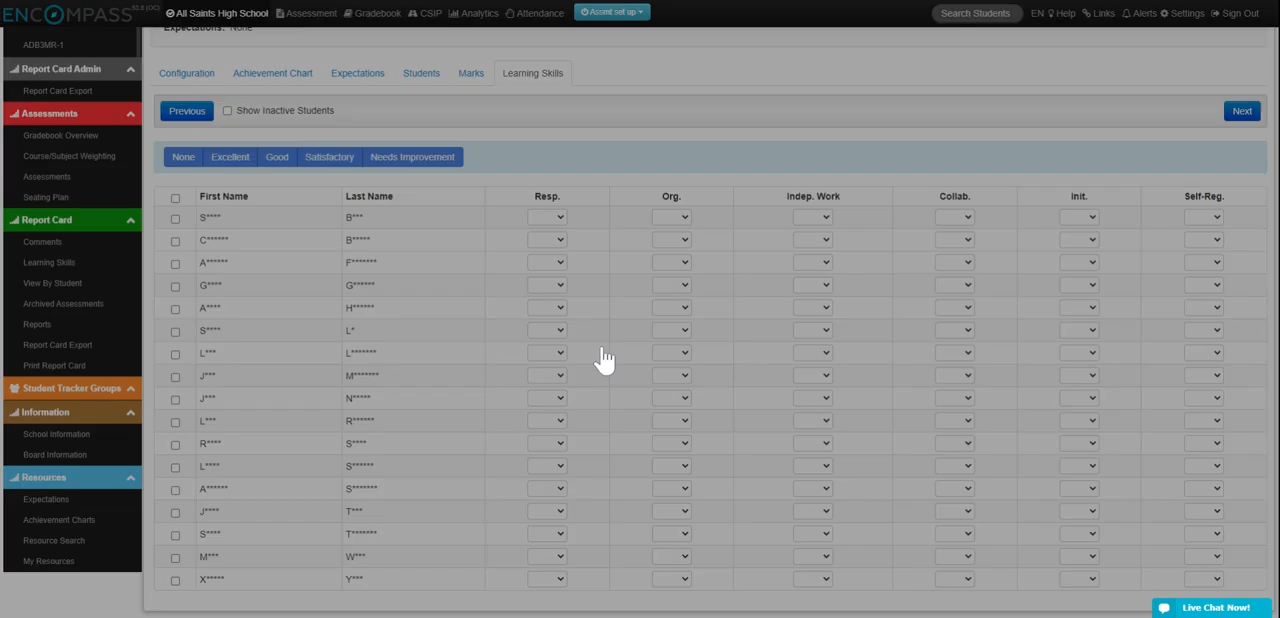 ENCOMPASS All Saints High School Assessment Gradebook CSIP Analytics Attendance Assmt set up Search Students EN Help Links Alerts Settings Sign Out
ADB3MR-1
Report Card Admin
Report Card Export
Assessments
Gradebook Overview
Course/Subject Weighting
Assessments
Seating Plan
Report Card
Comments
Learning Skills
View By Student
Archived Assessments
Reports
Report Card Export
Print Report Card
Student Tracker Groups
Information
School Information
Board Information
Resources
Expectations
Achievement Charts
Resource Search
My Resources
Expectations: None
Configuration Achievement Chart Expectations Students Marks Learning Skills
Previous Show Inactive Students Next
None Excellent Good Satisfactory Needs Improvement
First Name Last Name Resp. Org. Indep. Work Collab. Init. Self-Reg.
S**** B***
C****** B*****
A****** F*******
G**** G******
A**** H******
S**** L*
L*** L*******
J*** M********
J*** N*****
L*** R******
R**** S****
L**** S******
A****** S*******
J**** T***
S**** T*******
M*** W***
X***** Y***
Live Chat Now!